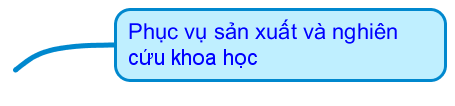 Phục vụ sản xuất và nghiên
cứu khoa học